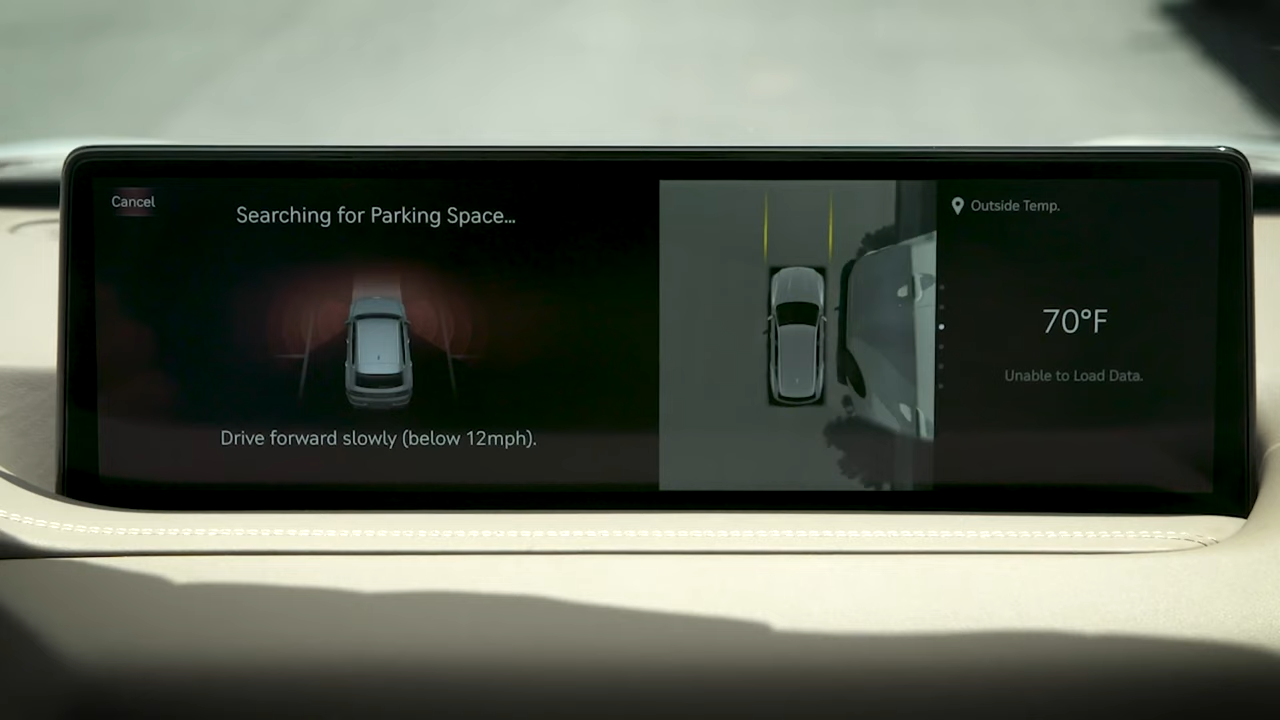 Cancel
Searching for Parking Space...
Drive forward slowly (below 12mph).
Outside Temp.
70°F
Unable to Load Data.